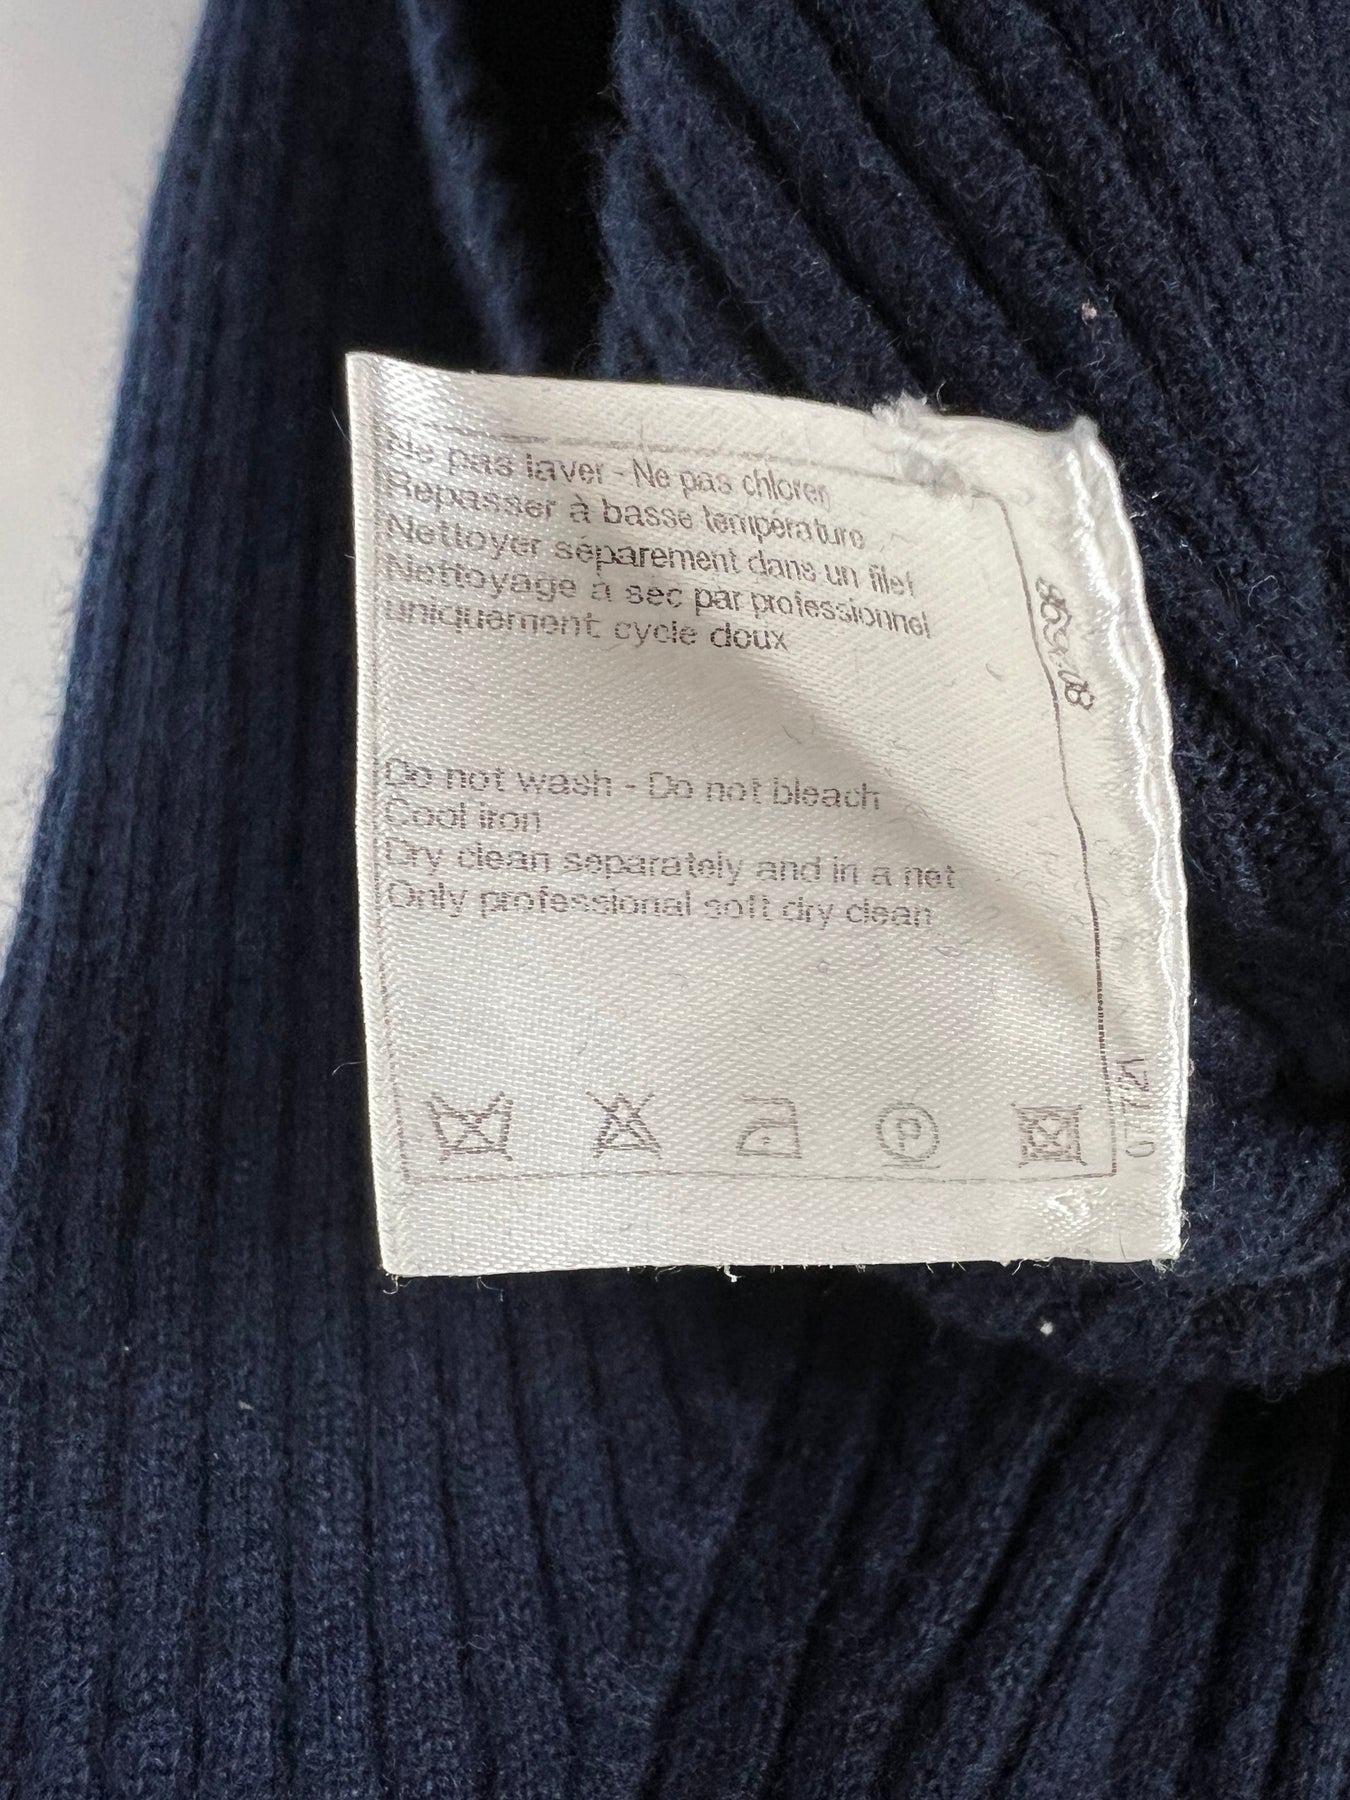 Ne pas laver - Ne pas chlorer
Repasser à basse température
Nettoyer séparement dans un filet
Nettoyage à sec par professionnel
uniquement cycle doux
Do not wash - Do not bleach
Cool iron
Dry clean separately and in a net
Only professional soft dry clean
P